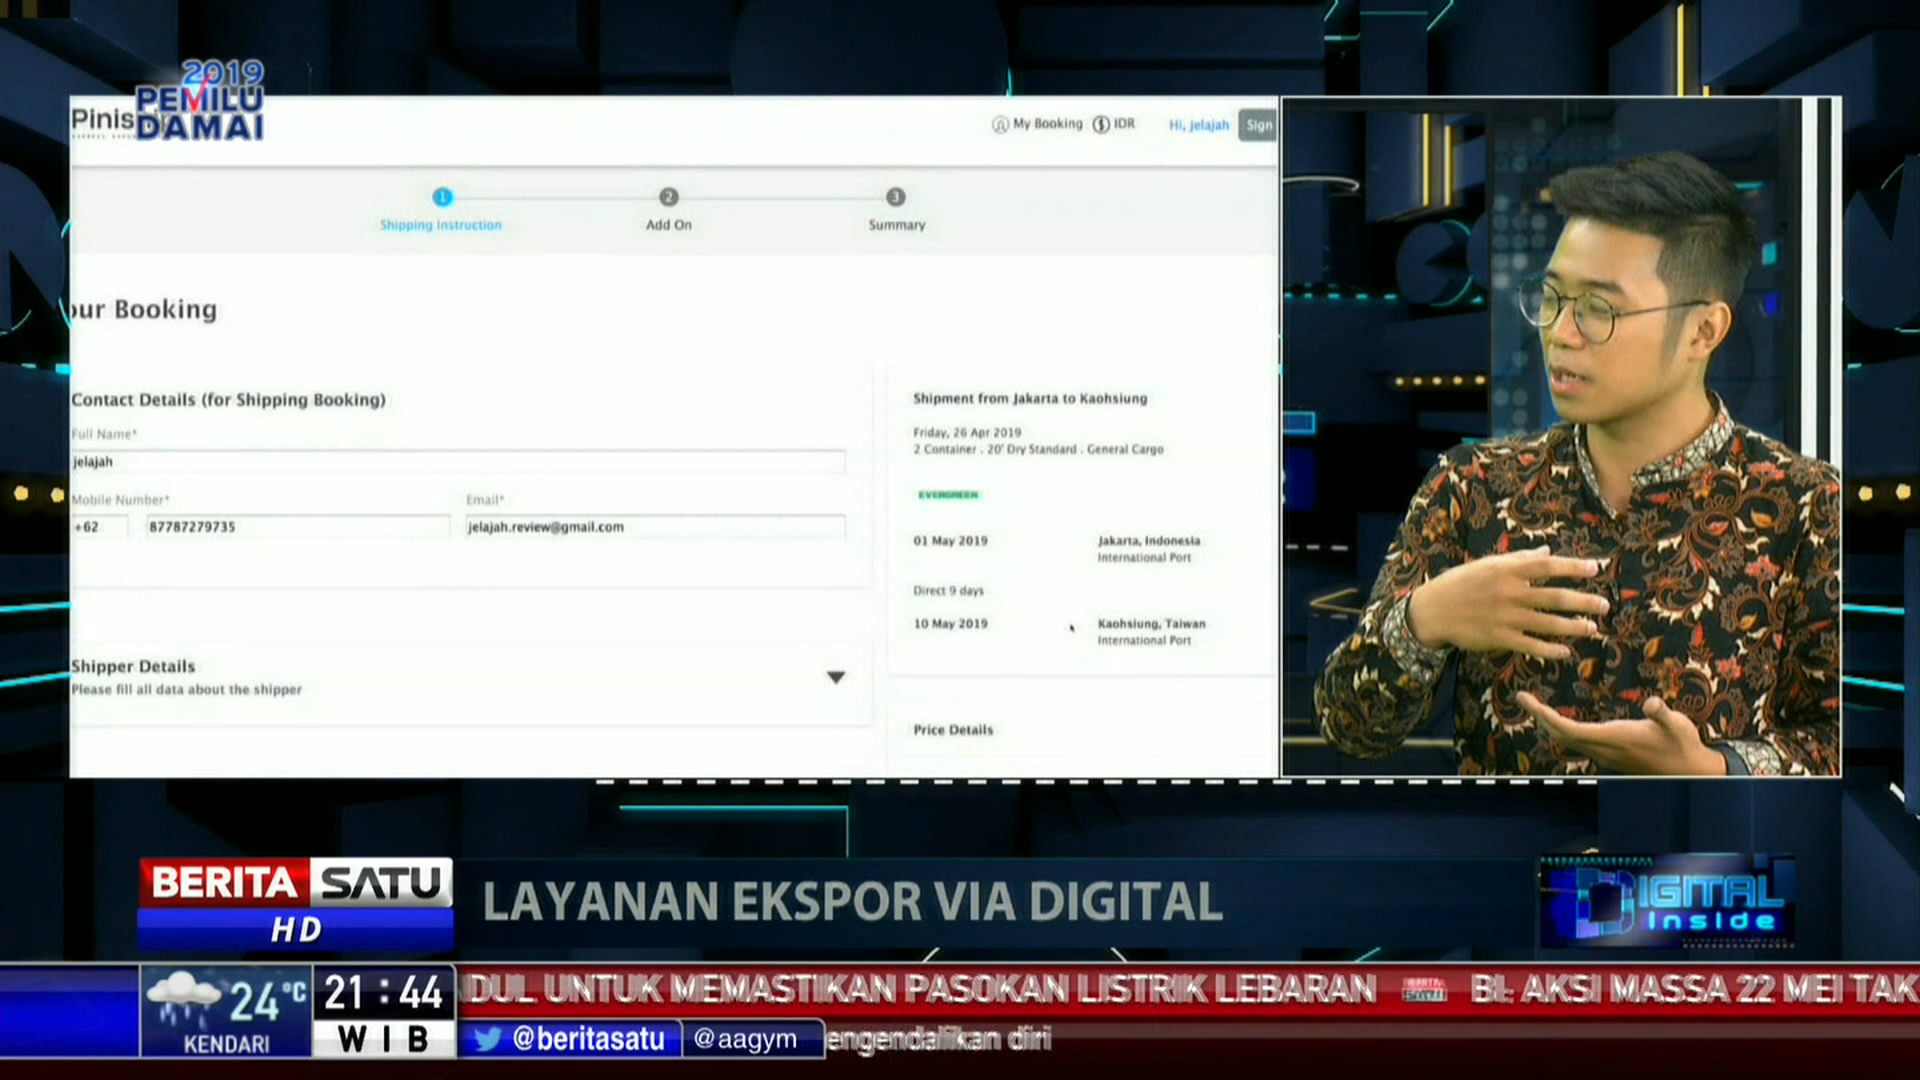 2019
PEMILU
DAMAI
Pinis
My Booking
IDR
Hi, jelajah
Sign
1
2
3
Shipping Instruction
Add On
Summary
our Booking
Contact Details (for Shipping Booking)
Full Name*
jelajah
Mobile Number*
Email*
+62
87787279735
jelajah.review@gmail.com
Shipper Details
Please fill all data about the shipper
Shipment from Jakarta to Kaohsiung
Friday, 26 Apr 2019
2 Container . 20' Dry Standard . General Cargo
EVERGREEN
01 May 2019
Jakarta, Indonesia
International Port
Direct 9 days
10 May 2019
Kaohsiung, Taiwan
International Port
Price Details
BERITA SATU
HD
LAYANAN EKSPOR VIA DIGITAL
DIGITAL
Inside
24°C
KENDARI
21:44
WIB
DUL UNTUK MEMASTIKAN PASOKAN LISTRIK LEBARAN
BERITA
SATU
BI: AKSI MASSA 22 MEI TAK
@beritasatu
@aagym
engendalikan diri